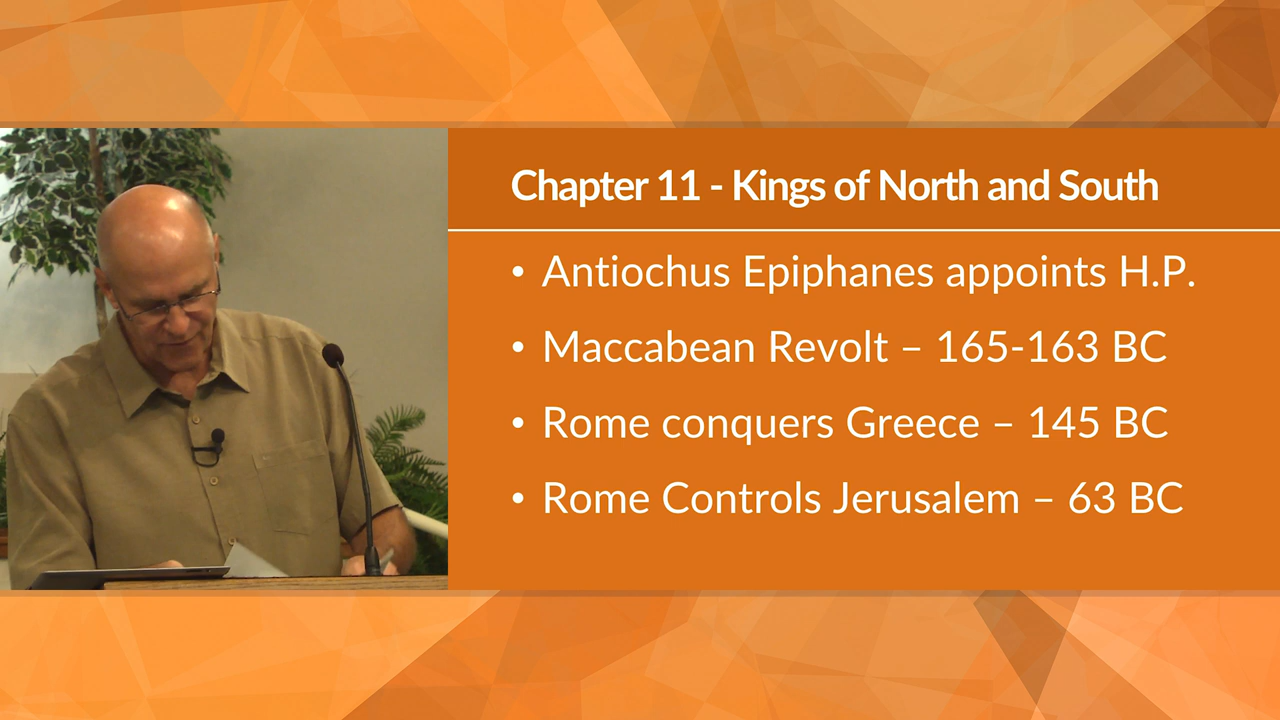 Chapter 11 - Kings of North and South
• Antiochus Epiphanes appoints H.P.
• Maccabean Revolt – 165-163 BC
• Rome conquers Greece – 145 BC
• Rome Controls Jerusalem – 63 BC